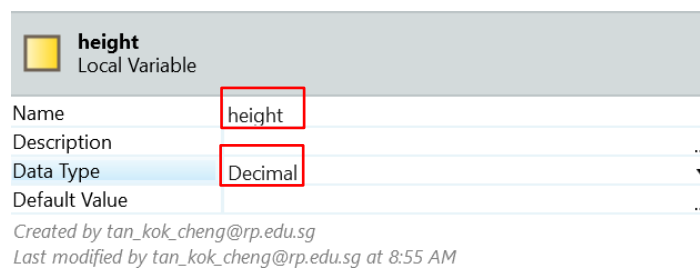 height
Local Variable
Name height
Description
Data Type Decimal
Default Value
Created by tan_kok_cheng@rp.edu.sg
Last modified by tan_kok_cheng@rp.edu.sg at 8:55 AM